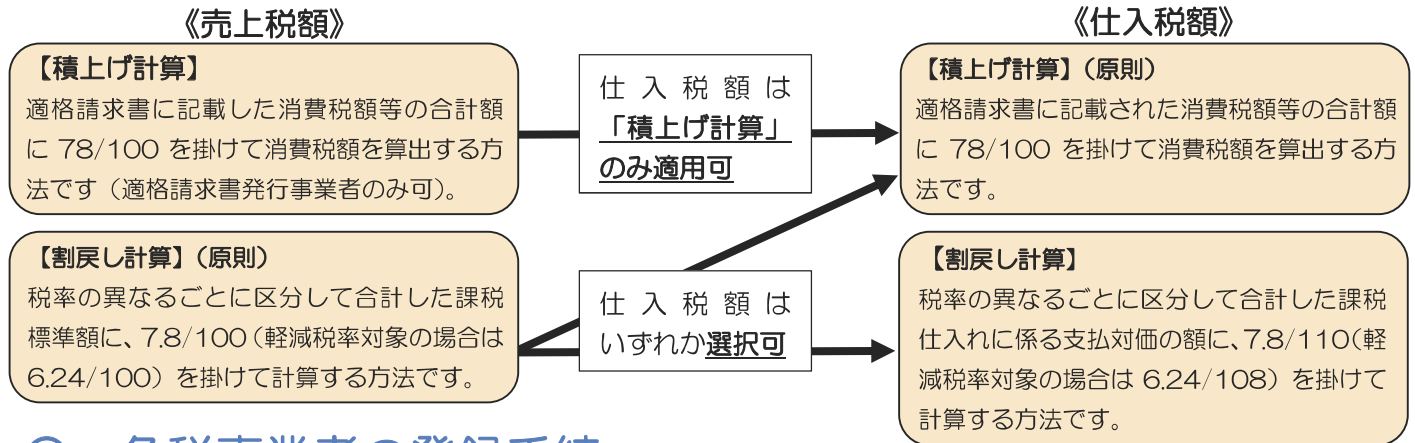 《売上税額》
【積上げ計算】
適格請求書に記載した消費税額等の合計額
に 78/100 を掛けて消費税額を算出する方
法です（適格請求書発行事業者のみ可）。
【割戻し計算】（原則）
税率の異なるごとに区分して合計した課税
標準額に、7.8/100（軽減税率対象の場合は
6.24/100）を掛けて計算する方法です。
仕入税額は
「積上げ計算」
のみ適用可
仕入税額は
いずれか選択可
《仕入税額》
【積上げ計算】（原則）
適格請求書に記載された消費税額等の合計額
に 78/100 を掛けて消費税額を算出する方
法です。
【割戻し計算】
税率の異なるごとに区分して合計した課税
仕入れに係る支払対価の額に、7.8/110（軽
減税率対象の場合は 6.24/108）を掛けて
計算する方法です。